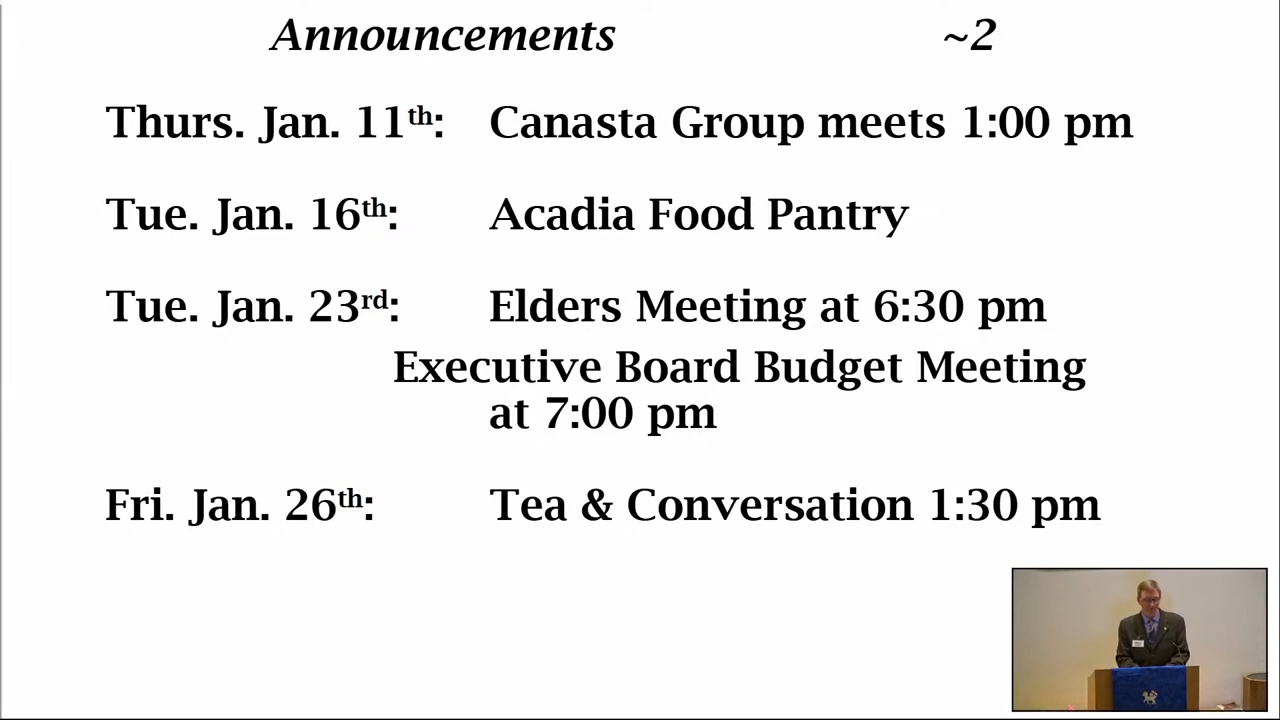 Announcements ~2
Thurs. Jan. 11th: Canasta Group meets 1:00 pm
Tue. Jan. 16th: Acadia Food Pantry
Tue. Jan. 23rd: Elders Meeting at 6:30 pm
Executive Board Budget Meeting
at 7:00 pm
Fri. Jan. 26th: Tea & Conversation 1:30 pm